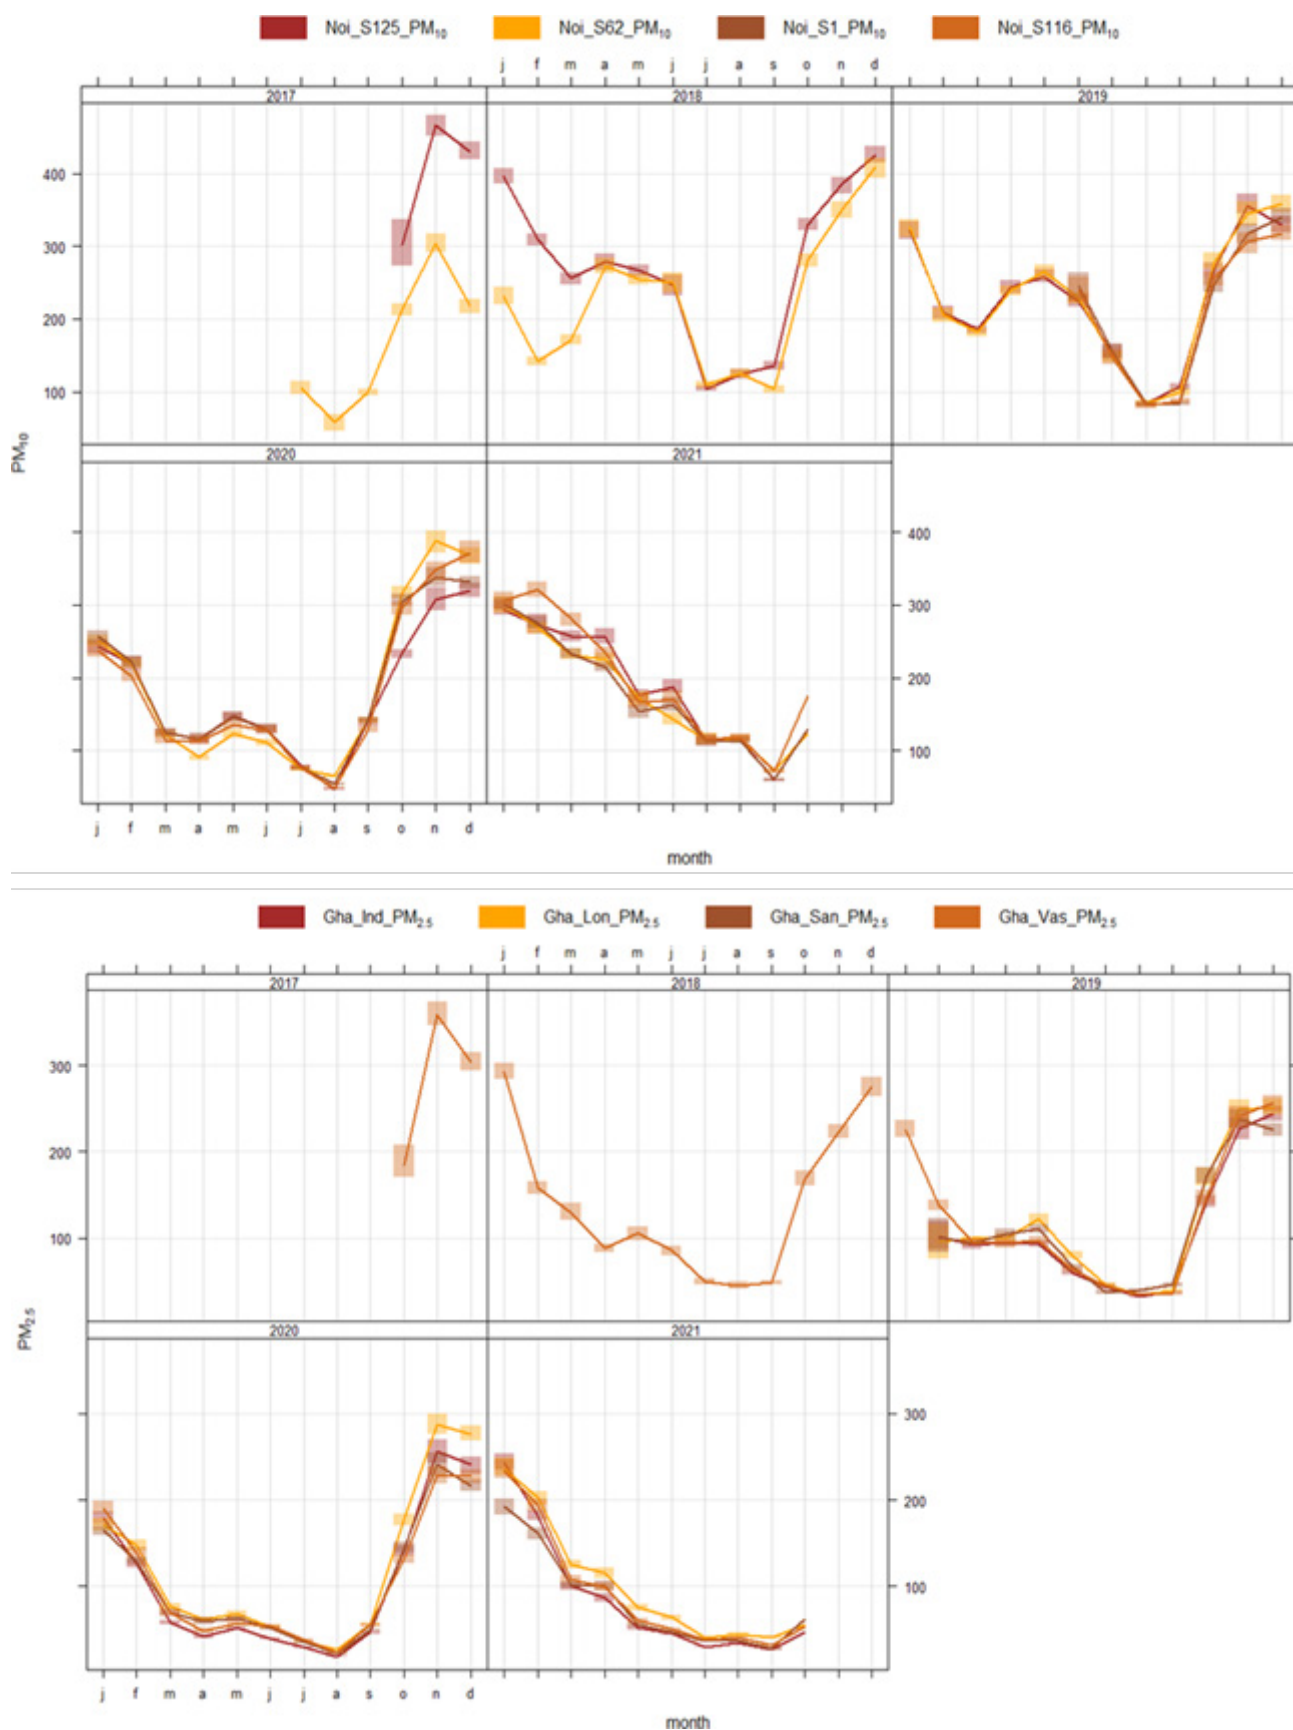 Noi_S125_PM₁₀ Noi_S62_PM₁₀ Noi_S1_PM₁₀ Noi_S116_PM₁₀
j f m a m j j a s o n d
2017 2018 2019
400
300
200
100
PM₁₀
2020 2021
400
300
200
100
j f m a m j j a s o n d
month
Gha_Ind_PM₂.₅ Gha_Lon_PM₂.₅ Gha_San_PM₂.₅ Gha_Vas_PM₂.₅
j f m a m j j a s o n d
2017 2018 2019
300
200
100
PM₂.₅
2020 2021
300
200
100
j f m a m j j a s o n d
month